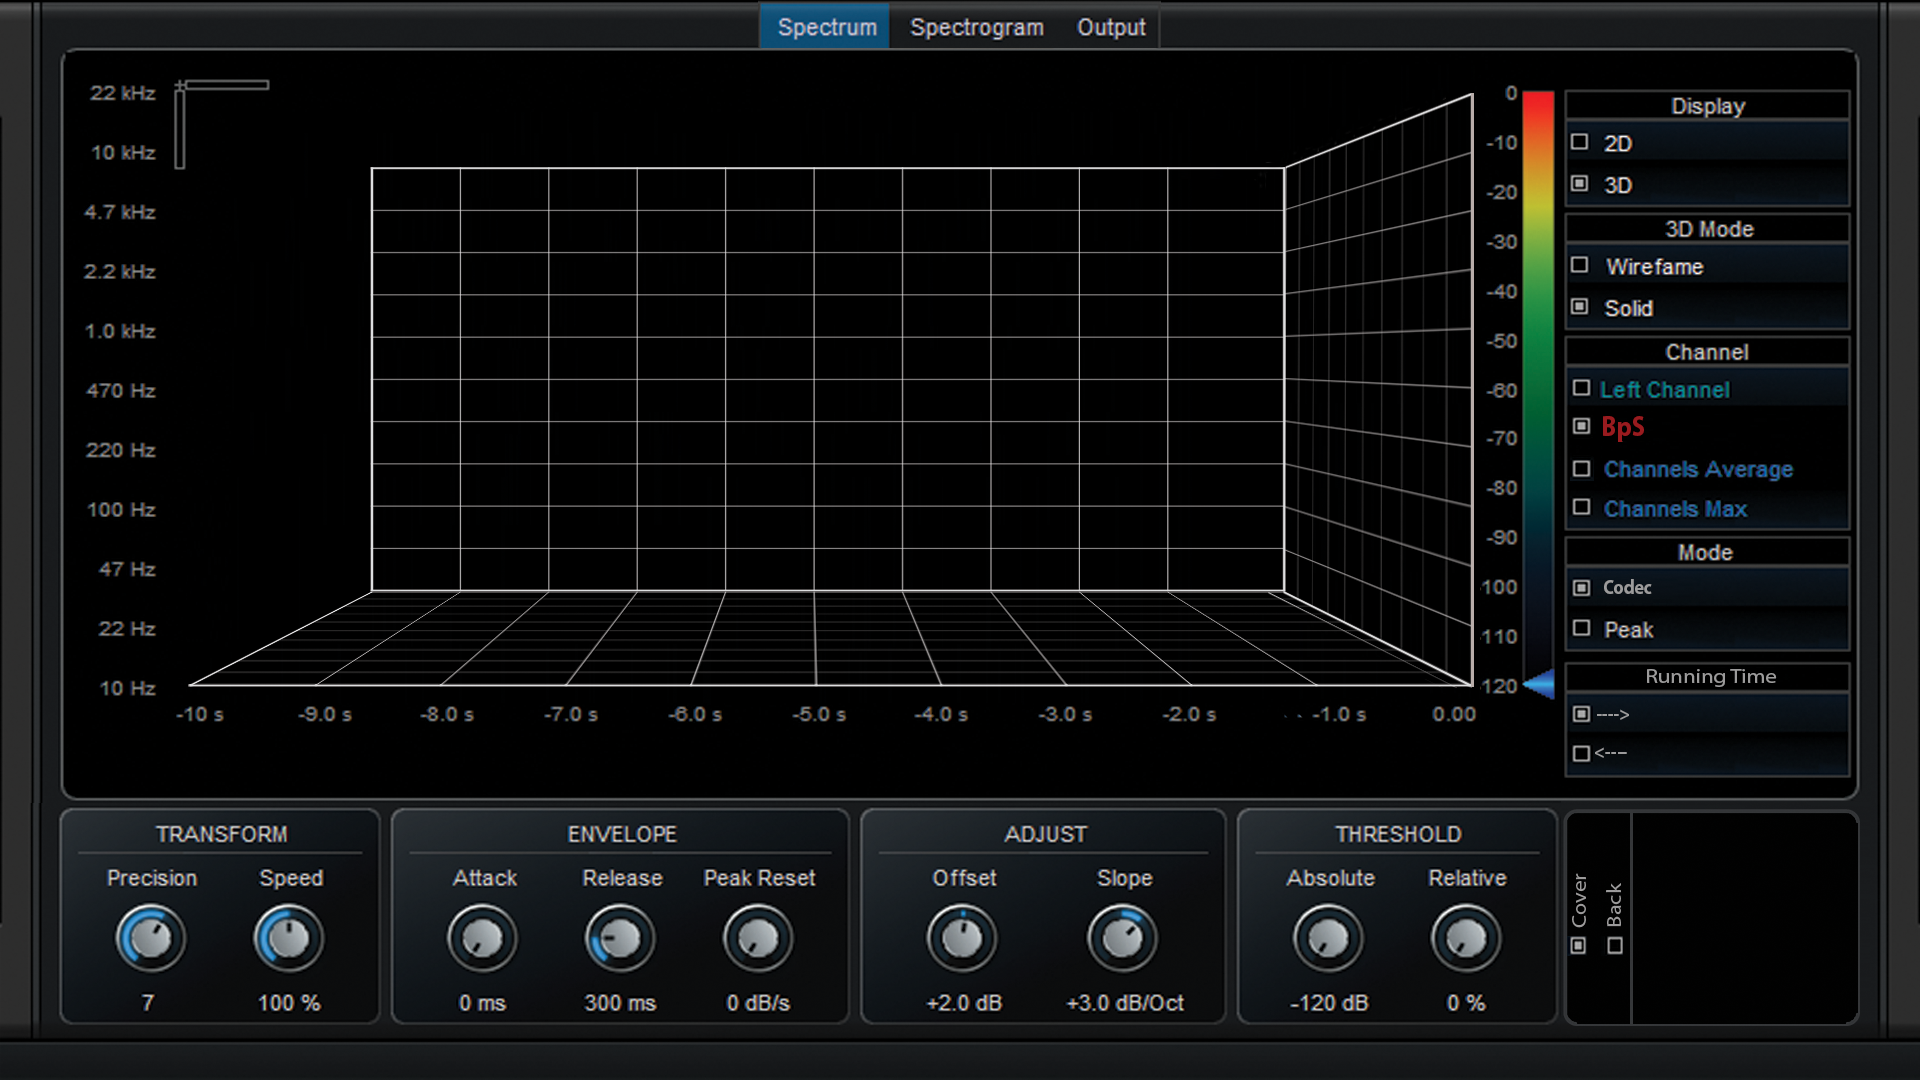 Spectrum Spectrogram Output
22 kHz
10 kHz
4.7 kHz
2.2 kHz
1.0 kHz
470 Hz
220 Hz
100 Hz
47 Hz
22 Hz
10 Hz
-10 s -9.0 s -8.0 s -7.0 s -6.0 s -5.0 s -4.0 s -3.0 s -2.0 s -1.0 s 0.00
0
-10
-20
-30
-40
-50
-60
-70
-80
-90
100
110
120
Display
2D
3D
3D Mode
Wirefame
Solid
Channel
Left Channel
BpS
Channels Average
Channels Max
Mode
Codec
Peak
Running Time
---->
<----
TRANSFORM
Precision Speed
7 100 %
ENVELOPE
Attack Release Peak Reset
0 ms 300 ms 0 dB/s
ADJUST
Offset Slope
+2.0 dB +3.0 dB/Oct
THRESHOLD
Absolute Relative
-120 dB 0 %
Cover
Back